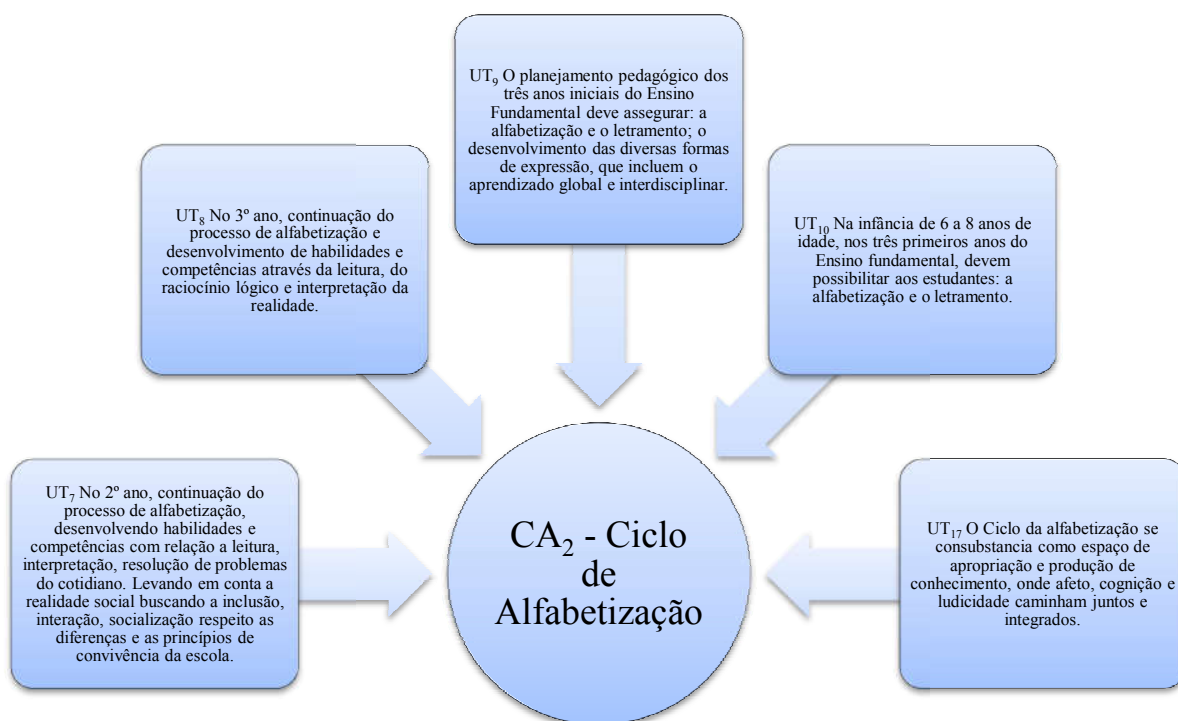 UT₉ O planejamento pedagógico dos
três anos iniciais do Ensino
Fundamental deve assegurar: a
alfabetização e o letramento; o
desenvolvimento das diversas formas
de expressão, que incluem o
aprendizado global e interdisciplinar.
UT₈ No 3º ano, continuação do
processo de alfabetização e
desenvolvimento de habilidades e
competências através da leitura, do
raciocínio lógico e interpretação da
realidade.
UT₁₀ Na infância de 6 a 8 anos de
idade, nos três primeiros anos do
Ensino fundamental, devem
possibilitar aos estudantes: a
alfabetização e o letramento.
UT₇ No 2º ano, continuação do
processo de alfabetização,
desenvolvendo habilidades e
competências com relação a leitura,
interpretação, resolução de problemas
do cotidiano. Levando em conta a
realidade social buscando a inclusão,
interação, socialização respeito as
diferenças e as princípios de
convivência da escola.
CA₂ - Ciclo
de
Alfabetização
UT₁₇ O Ciclo da alfabetização se
consubstancia como espaço de
apropriação e produção de
conhecimento, onde afeto, cognição e
ludicidade caminham juntos e
integrados.